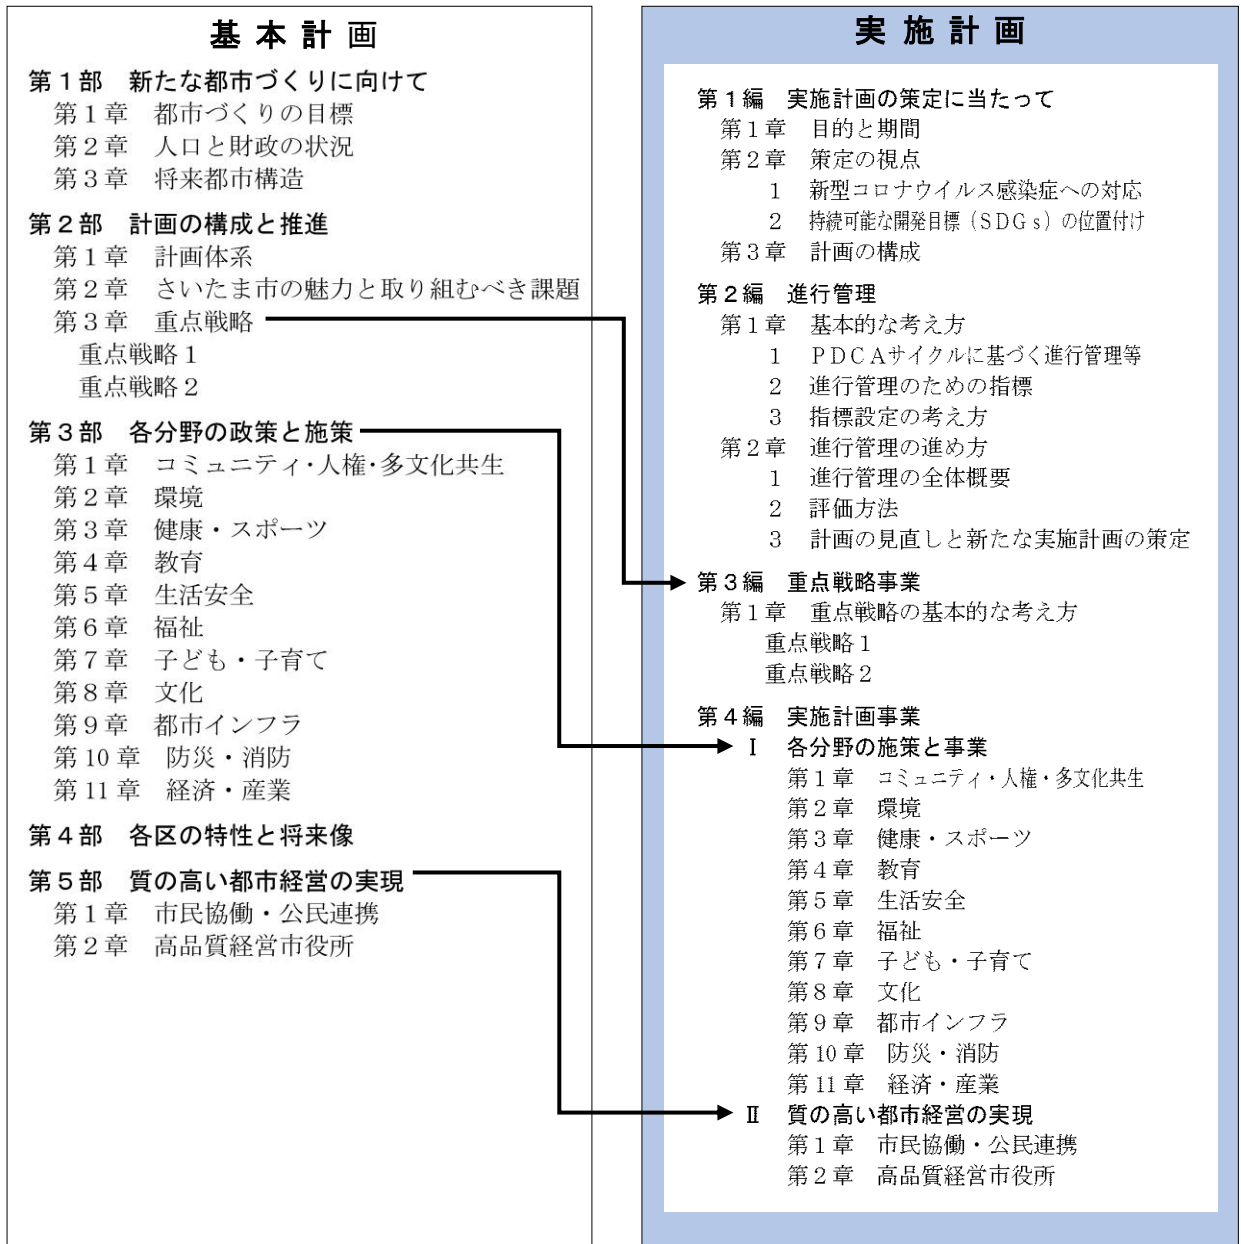 基本計画
第１部　新たな都市づくりに向けて
第１章　都市づくりの目標
第２章　人口と財政の状況
第３章　将来都市構造
第２部　計画の構成と推進
第１章　計画体系
第２章　さいたま市の魅力と取り組むべき課題
第３章　重点戦略
重点戦略１
重点戦略２
第３部　各分野の政策と施策
第１章　コミュニティ・人権・多文化共生
第２章　環境
第３章　健康・スポーツ
第４章　教育
第５章　生活安全
第６章　福祉
第７章　子ども・子育て
第８章　文化
第９章　都市インフラ
第10章　防災・消防
第11章　経済・産業
第４部　各区の特性と将来像
第５部　質の高い都市経営の実現
第１章　市民協働・公民連携
第２章　高品質経営市役所
実施計画
第１編　実施計画の策定に当たって
第１章　目的と期間
第２章　策定の視点
１　新型コロナウイルス感染症への対応
２　持続可能な開発目標（ＳＤＧｓ）の位置付け
第３章　計画の構成
第２編　進行管理
第１章　基本的な考え方
１　ＰＤＣＡサイクルに基づく進行管理等
２　進行管理のための指標
３　指標設定の考え方
第２章　進行管理の進め方
１　進行管理の全体概要
２　評価方法
３　計画の見直しと新たな実施計画の策定
第３編　重点戦略事業
第１章　重点戦略の基本的な考え方
重点戦略１
重点戦略２
第４編　実施計画事業
Ⅰ　各分野の施策と事業
第１章　コミュニティ・人権・多文化共生
第２章　環境
第３章　健康・スポーツ
第４章　教育
第５章　生活安全
第６章　福祉
第７章　子ども・子育て
第８章　文化
第９章　都市インフラ
第10章　防災・消防
第11章　経済・産業
Ⅱ　質の高い都市経営の実現
第１章　市民協働・公民連携
第２章　高品質経営市役所